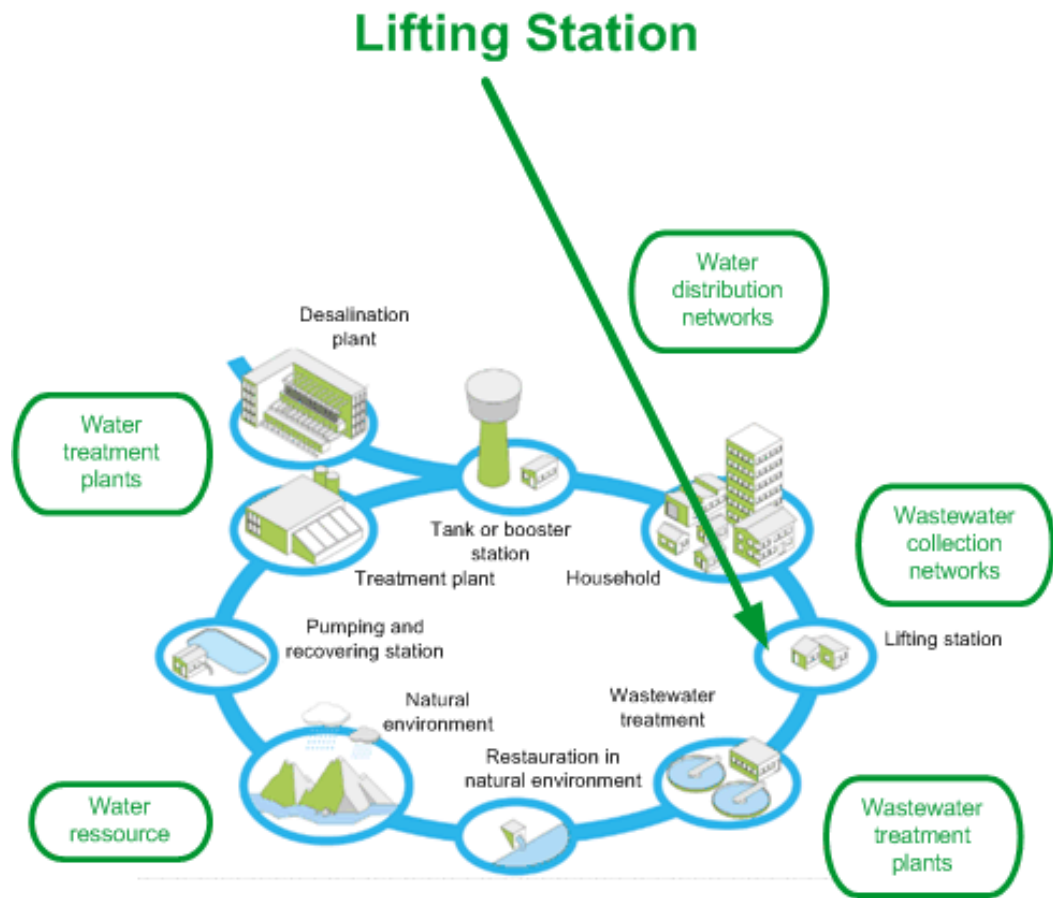 Lifting Station
Water
distribution
networks
Desalination
plant
Water
treatment
plants
Tank or booster
station
Treatment plant
Household
Wastewater
collection
networks
Pumping and
recovering station
Lifting station
Natural
environment
Wastewater
treatment
Restauration in
natural environment
Water
ressource
Wastewater
treatment
plants